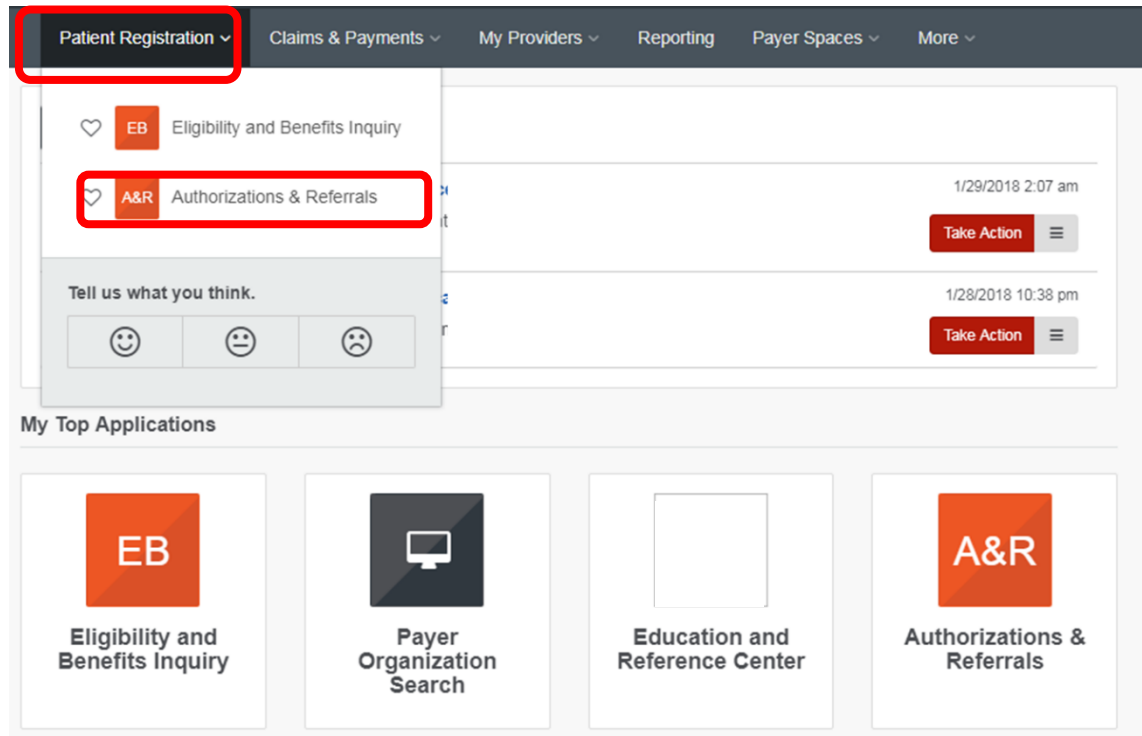 Patient Registration Claims & Payments My Providers Reporting Payer Spaces More
EB Eligibility and Benefits Inquiry
A&R Authorizations & Referrals
1/29/2018 2:07 am
Take Action
Tell us what you think.
1/28/2018 10:38 pm
Take Action
My Top Applications
EB
A&R
Eligibility and
Benefits Inquiry
Payer
Organization
Search
Education and
Reference Center
Authorizations &
Referrals